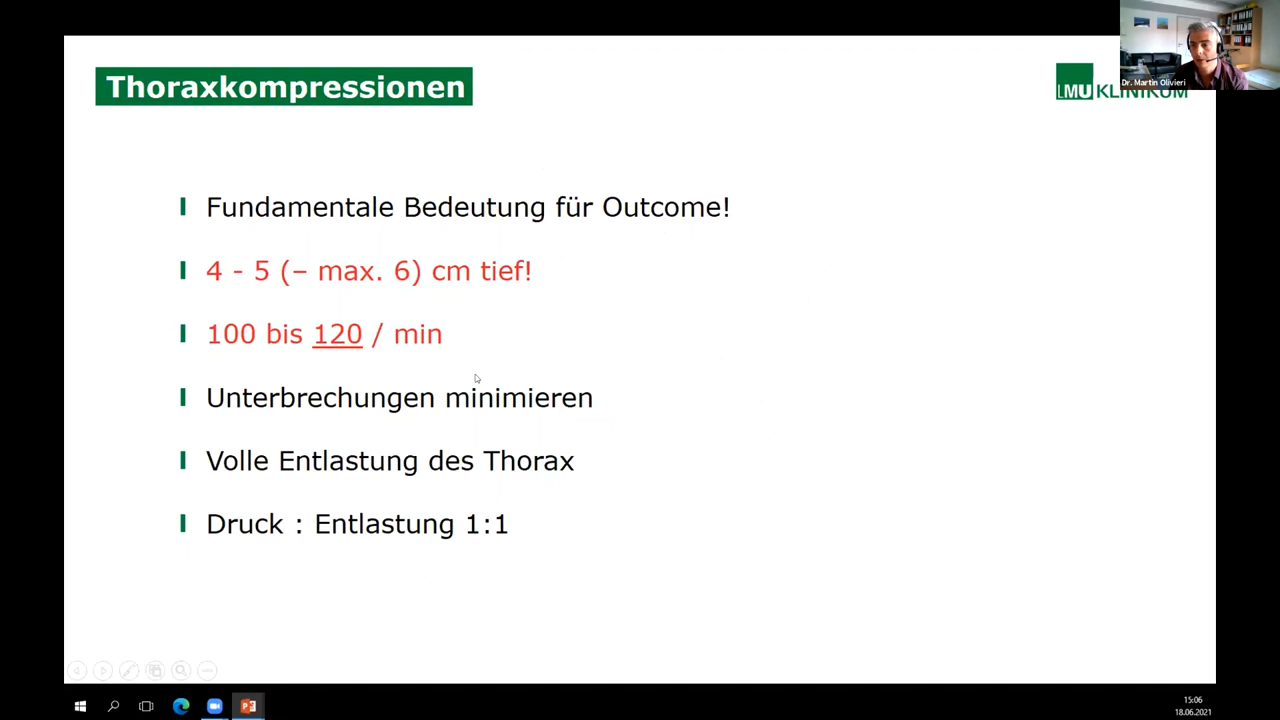 Thoraxkompressionen
LMU KLINIKUM
Dr. Martin Olivieri
Fundamentale Bedeutung für Outcome!
4 - 5 (– max. 6) cm tief!
100 bis 120 / min
Unterbrechungen minimieren
Volle Entlastung des Thorax
Druck : Entlastung 1:1
15:06
18.06.2021